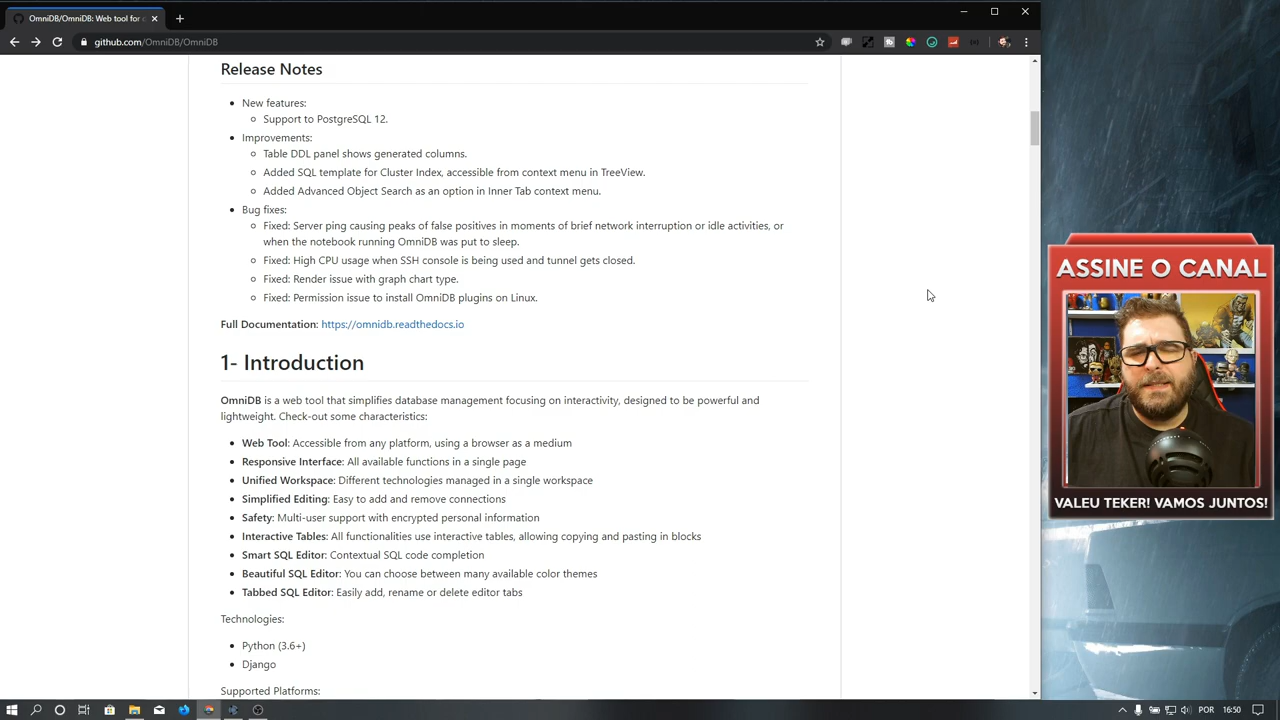 OmniDB/OmniDB: Web tool for
github.com/OmniDB/OmniDB
Release Notes
New features:
Support to PostgreSQL 12.
Improvements:
Table DDL panel shows generated columns.
Added SQL template for Cluster Index, accessible from context menu in TreeView.
Added Advanced Object Search as an option in Inner Tab context menu.
Bug fixes:
Fixed: Server ping causing peaks of false positives in moments of brief network interruption or idle activities, or
when the notebook running OmniDB was put to sleep.
Fixed: High CPU usage when SSH console is being used and tunnel gets closed.
Fixed: Render issue with graph chart type.
Fixed: Permission issue to install OmniDB plugins on Linux.
Full Documentation: https://omnidb.readthedocs.io
1- Introduction
OmniDB is a web tool that simplifies database management focusing on interactivity, designed to be powerful and
lightweight. Check-out some characteristics:
Web Tool: Accessible from any platform, using a browser as a medium
Responsive Interface: All available functions in a single page
Unified Workspace: Different technologies managed in a single workspace
Simplified Editing: Easy to add and remove connections
Safety: Multi-user support with encrypted personal information
Interactive Tables: All functionalities use interactive tables, allowing copying and pasting in blocks
Smart SQL Editor: Contextual SQL code completion
Beautiful SQL Editor: You can choose between many available color themes
Tabbed SQL Editor: Easily add, rename or delete editor tabs
Technologies:
Python (3.6+)
Django
Supported Platforms:
ASSINE O CANAL
VALEU TEKER! VAMOS JUNTOS!
POR 16:50